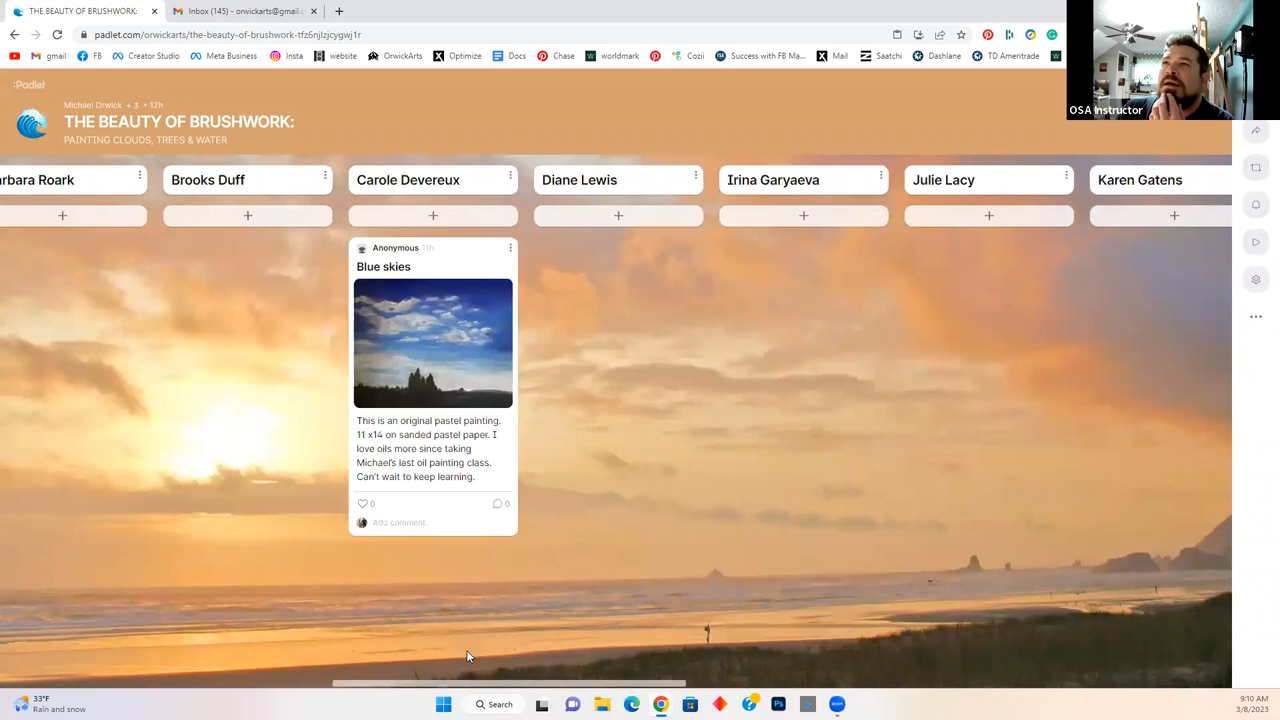 THE BEAUTY OF BRUSHWORK:
Inbox (145) - orwickarts@gmail.c
padlet.com/orwickarts/the-beauty-of-brushwork-tfz6njlzjcygwj1r
gmail FB Creator Studio Meta Business Insta website OrwickArts Optimize Docs Chase worldmark Cozii Success with FB Ma... Mail Saatchi Dashlane TD Ameritrade
OSA Instructor
:Padlet
Michael Orwick + 3 • 12h
THE BEAUTY OF BRUSHWORK:
PAINTING CLOUDS, TREES & WATER
rbara Roark Brooks Duff Carole Devereux Diane Lewis Irina Garyaeva Julie Lacy Karen Gatens
Anonymous 11h
Blue skies
This is an original pastel painting.
11 x14 on sanded pastel paper. I
love oils more since taking
Michael's last oil painting class.
Can't wait to keep learning.
0 0
Add comment
33°F
Rain and snow
Search
Ps
zoom
9:10 AM
3/8/2023